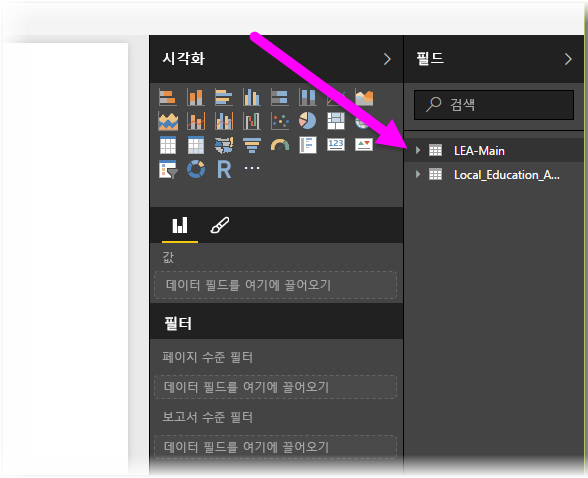 시각화
필드
검색
LEA-Main
Local_Education_A...
123
R
...
값
데이터 필드를 여기에 끌어오기
필터
페이지 수준 필터
데이터 필드를 여기에 끌어오기
보고서 수준 필터
데이터 필드를 여기에 끌어오기